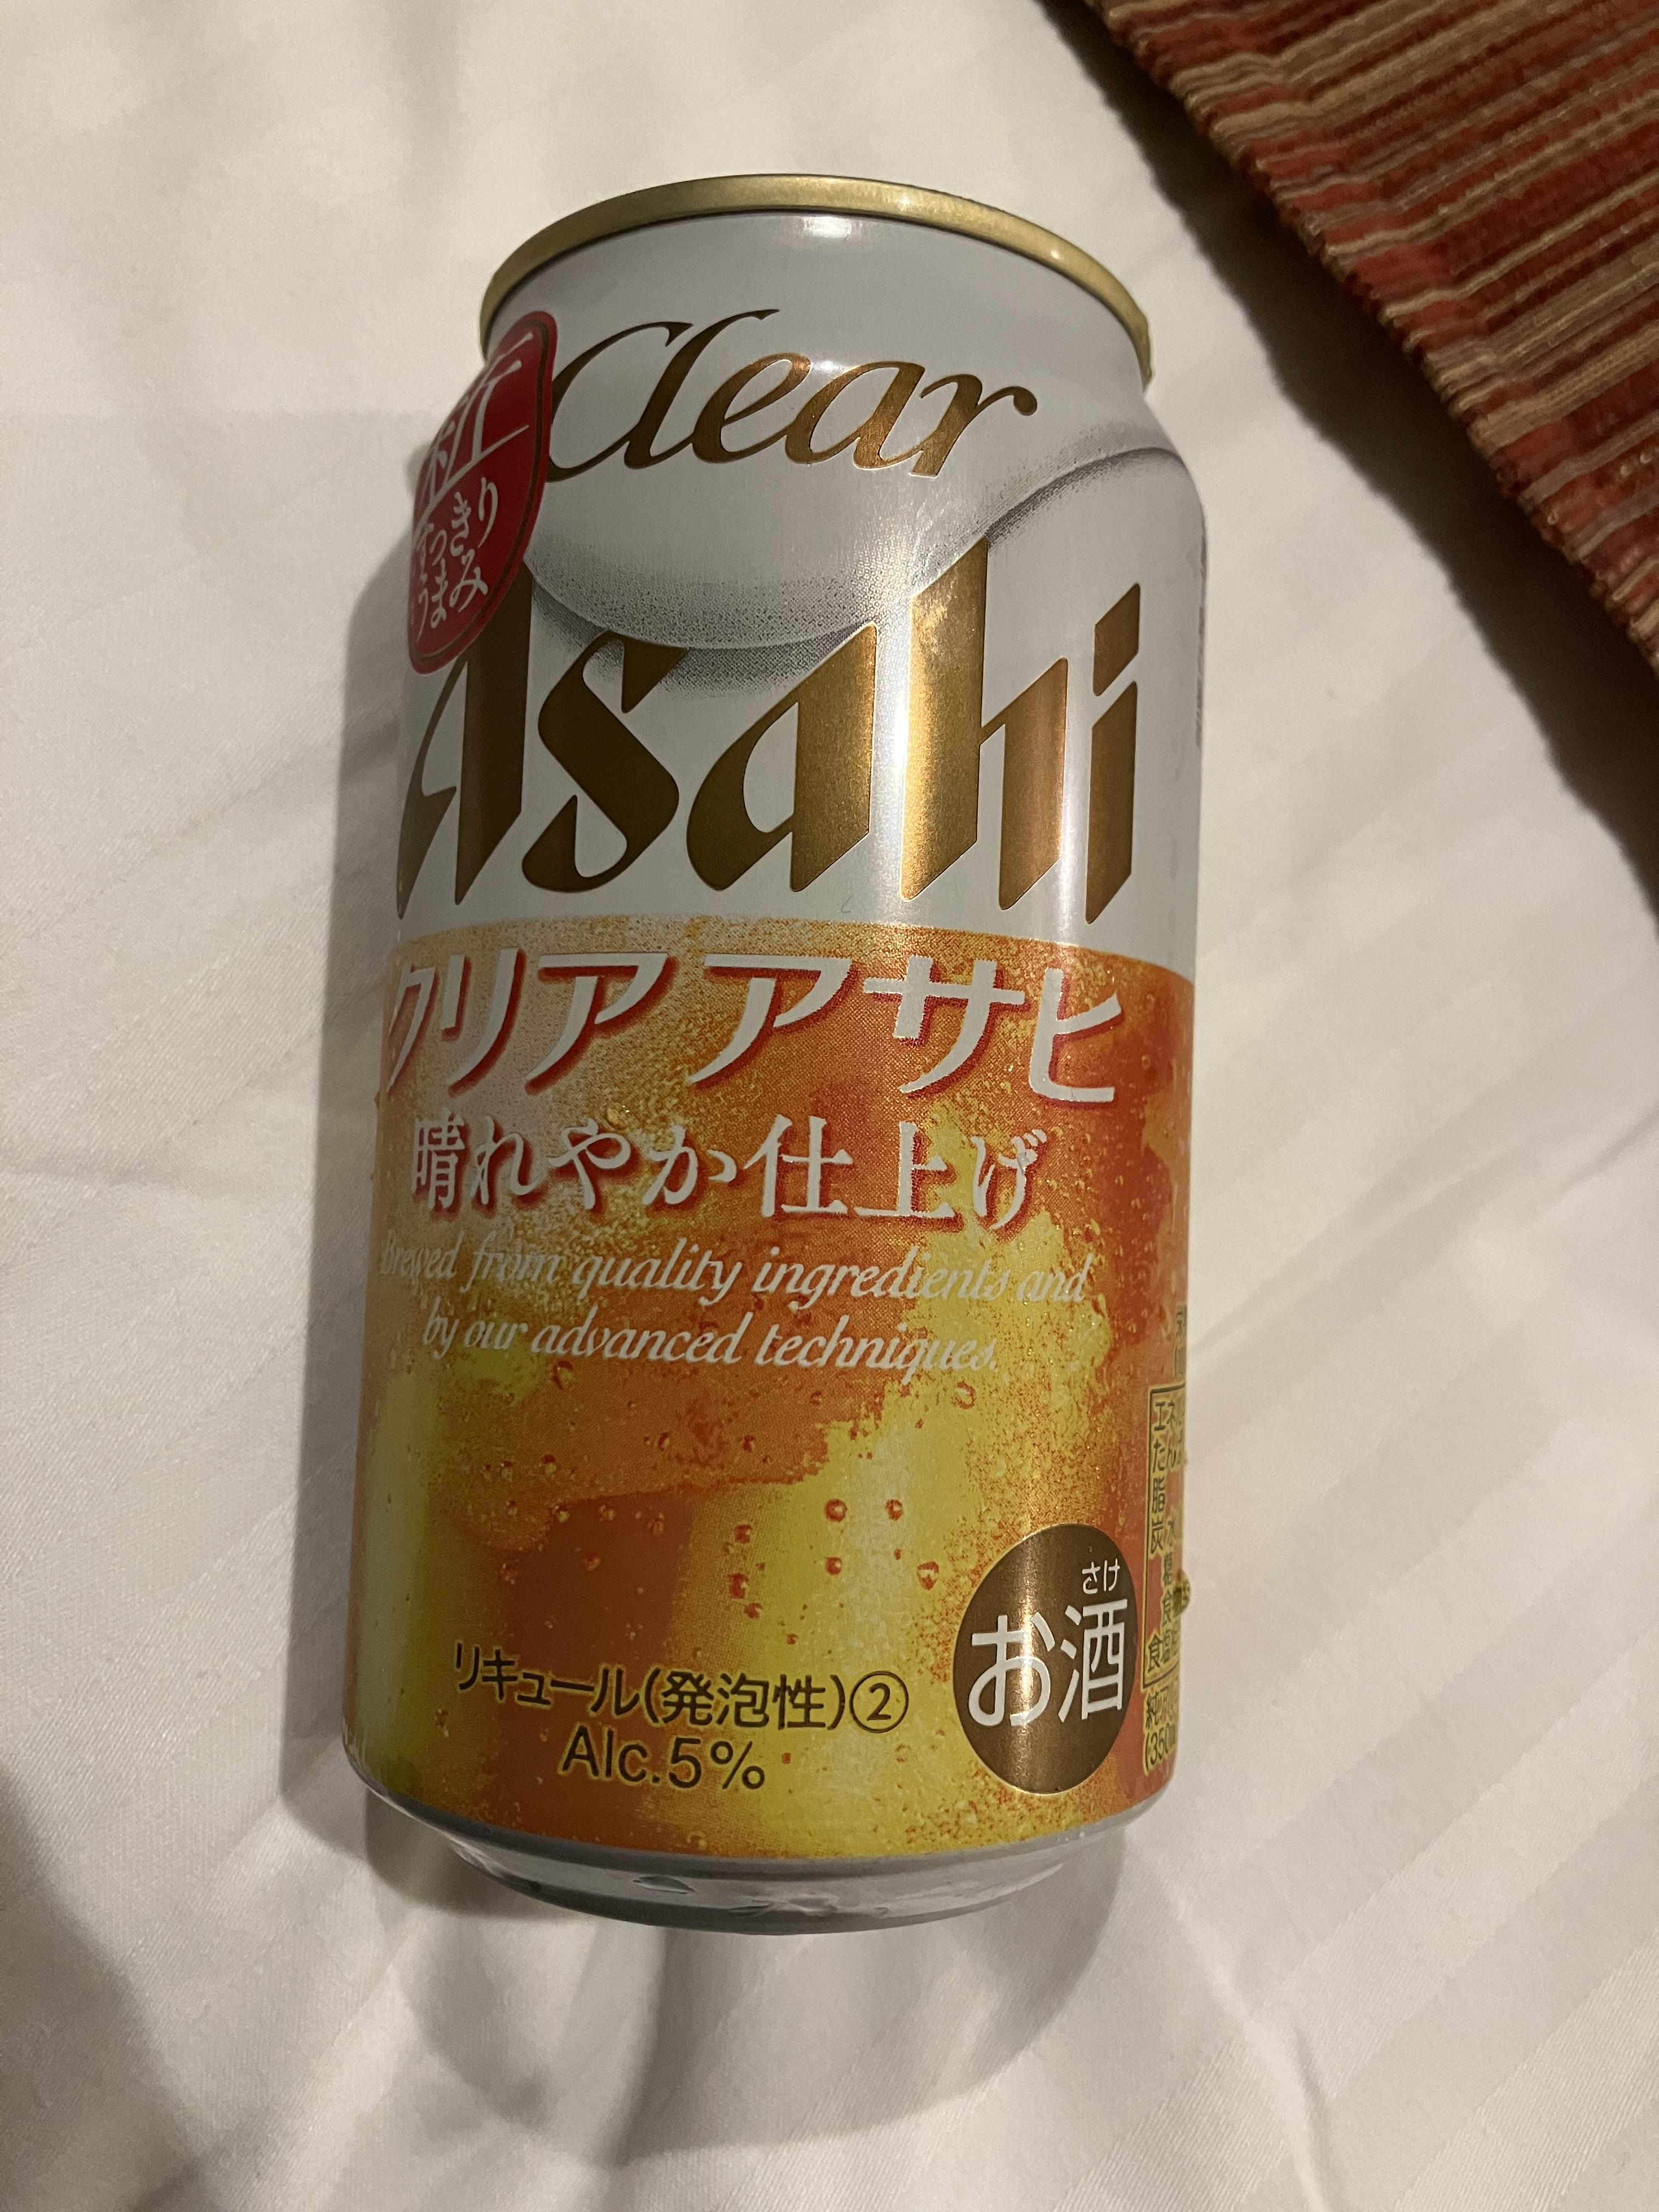 Clear
新
すっきり
うまみ
Asahi
クリアアサヒ
晴れやか仕上げ
Brewed from quality ingredients and
by our advanced techniques.
リキュール(発泡性)②
Alc.5%
さけ
お酒